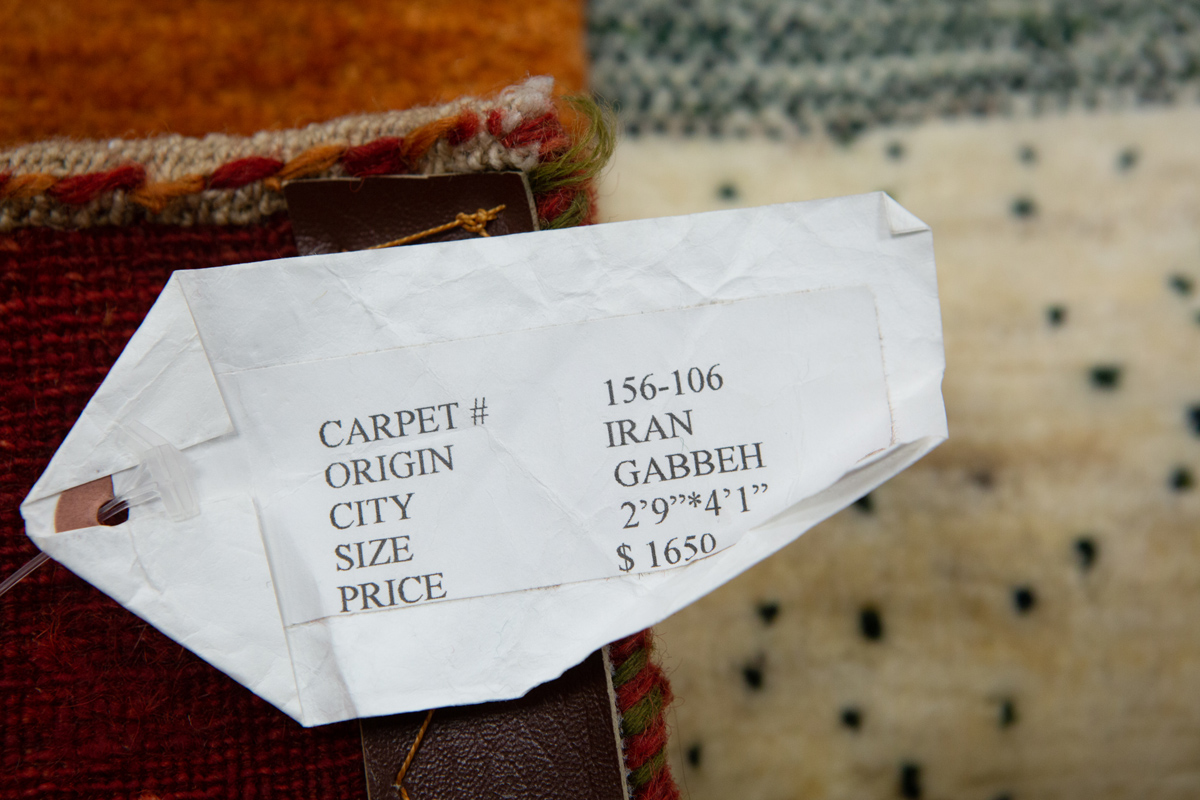 CARPET # 156-106
ORIGIN IRAN
CITY GABBEH
SIZE 2’9”*4’1”
PRICE $ 1650